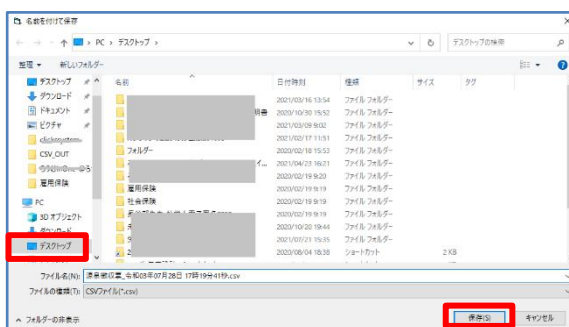 名前を付けて保存
PC › デスクトップ ›
デスクトップの検索
整理 新しいフォルダー
デスクトップ
ダウンロード
ドキュメント
ピクチャ
CSV_OUT
雇用保険
PC
3D オブジェクト
ダウンロード
デスクトップ
名前 日付時刻 種類 サイズ タグ
2021/03/16 13:54 ファイル フォルダー
明書 2020/10/30 15:52 ファイル フォルダー
2021/03/09 9:02 ファイル フォルダー
2021/02/17 11:51 ファイル フォルダー
フォルダー 2020/02/18 15:53 ファイル フォルダー
イ... 2021/04/23 16:21 ファイル フォルダー
2020/02/19 9:20 ファイル フォルダー
雇用保険 2020/02/19 9:19 ファイル フォルダー
社会保険 2020/02/19 9:19 ファイル フォルダー
2020/02/19 9:19 ファイル フォルダー
2020/10/20 19:44 ファイル フォルダー
2021/07/21 15:35 ファイル フォルダー
2020/08/04 18:38 ショートカット 2 KB
ファイル名(N): 源泉徴収票_令和03年07月28日 17時19分41秒.csv
ファイルの種類(T): CSVファイル(*.csv)
フォルダーの非表示
保存(S) キャンセル